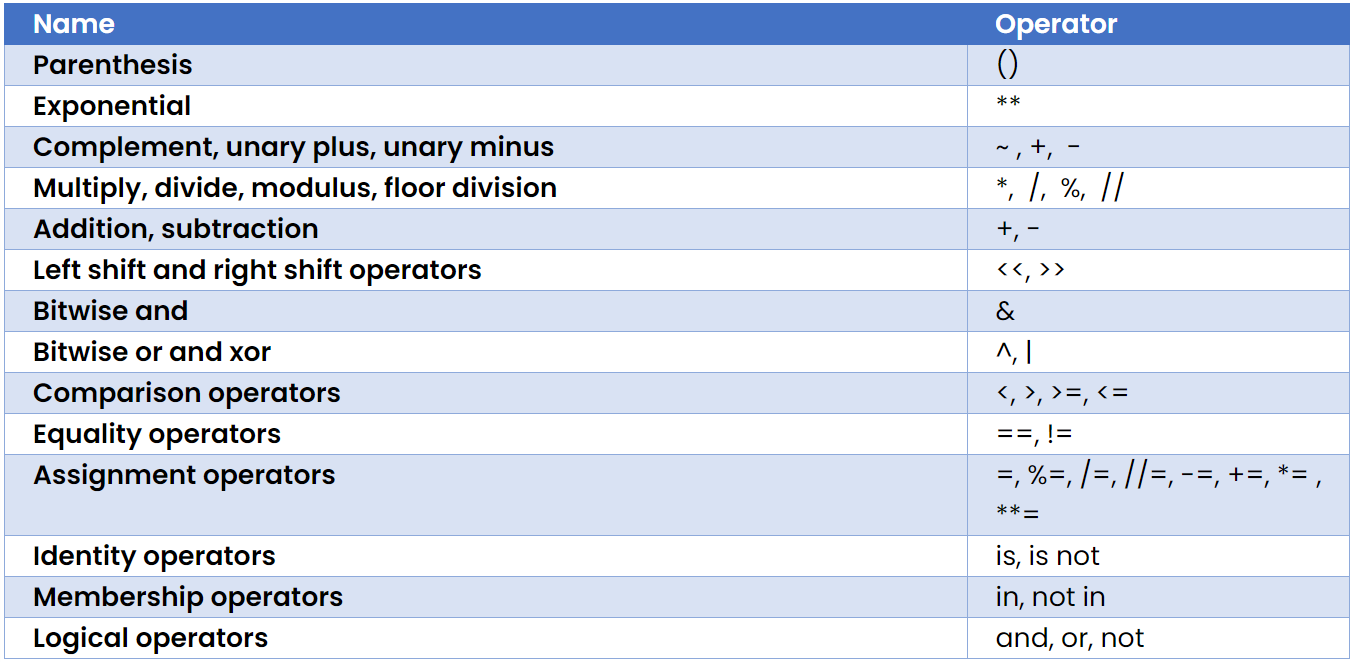 Name Operator
Parenthesis ()
Exponential **
Complement, unary plus, unary minus ~ , +, -
Multiply, divide, modulus, floor division *, /, %, //
Addition, subtraction +, -
Left shift and right shift operators <<, >>
Bitwise and &
Bitwise or and xor ^, |
Comparison operators <, >, >=, <=
Equality operators ==, !=
Assignment operators =, %=, /=, //=, -=, +=, *= ,
**=
Identity operators is, is not
Membership operators in, not in
Logical operators and, or, not